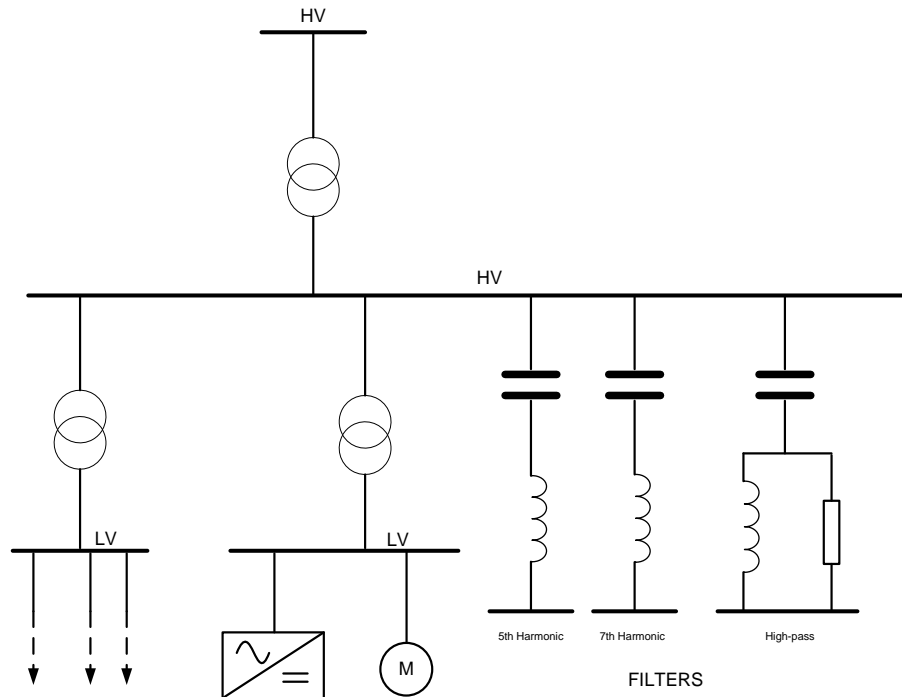 HV
HV
LV
LV
M
5th Harmonic
7th Harmonic
High-pass
FILTERS